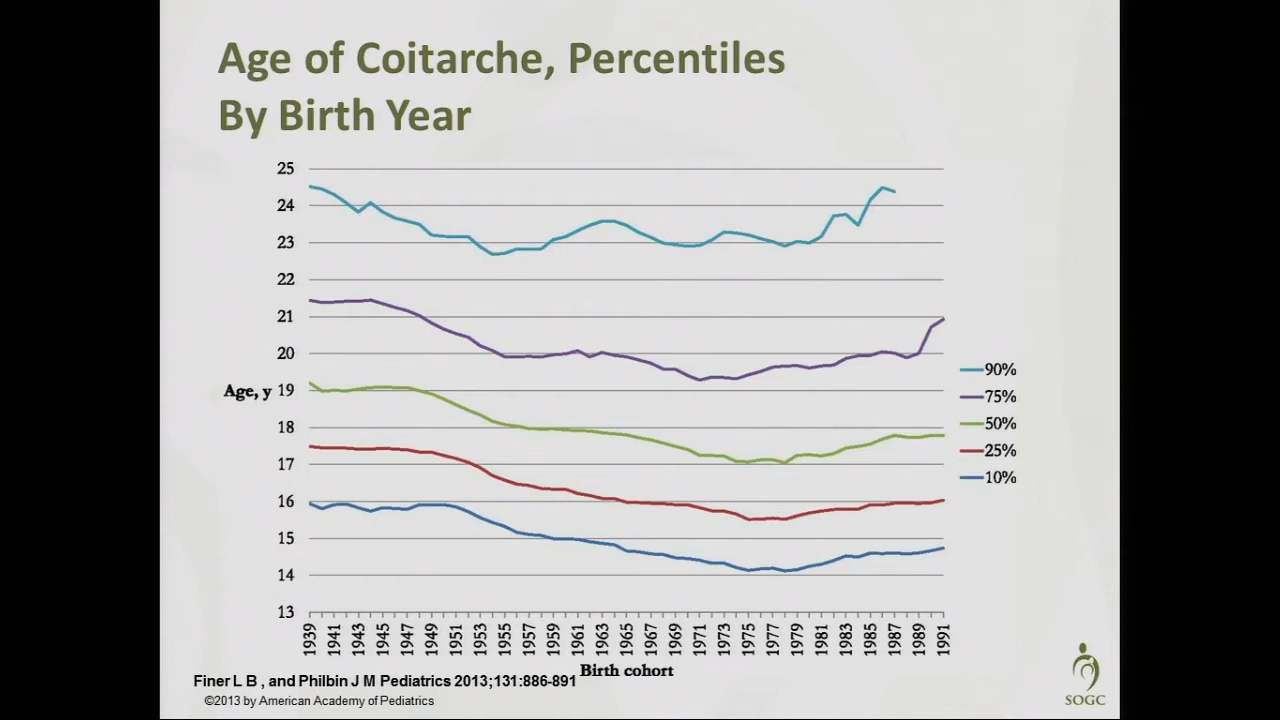 Age of Coitarche, Percentiles
By Birth Year
25
24
23
22
21
20
Age, y 19
18
17
16
15
14
13
90%
75%
50%
25%
10%
1939 1941 1943 1945 1947 1949 1951 1953 1955 1957 1959 1961 1963 1965 1967 1969 1971 1973 1975 1977 1979 1981 1983 1985 1987 1989 1991
Birth cohort
Finer L B , and Philbin J M Pediatrics 2013;131:886-891
©2013 by American Academy of Pediatrics
SOGC